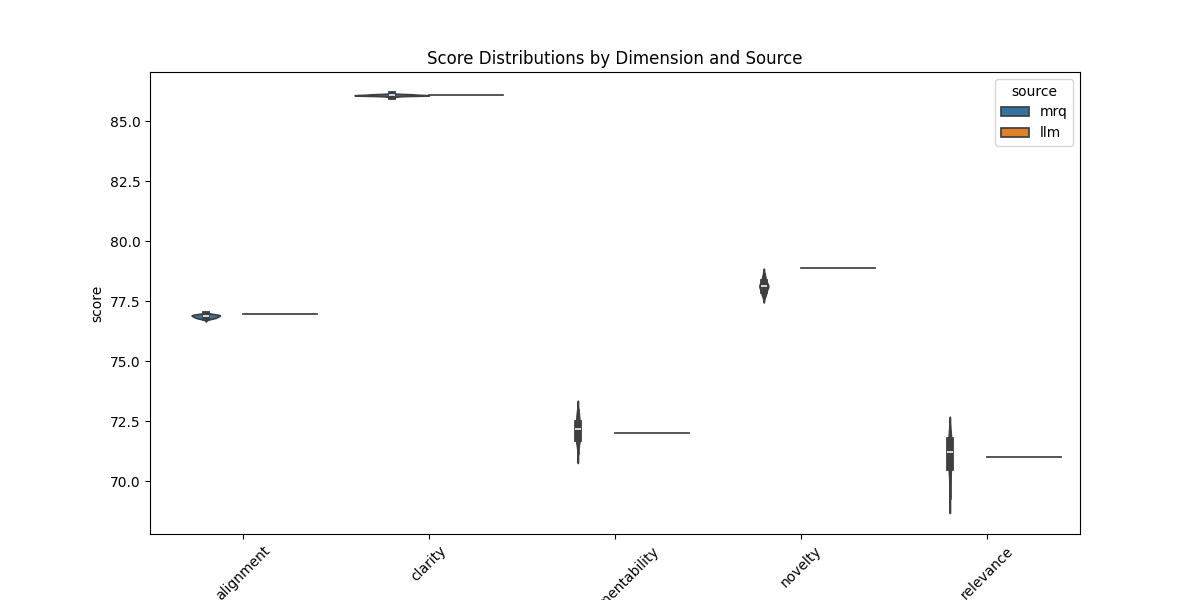 Score Distributions by Dimension and Source
source
mrq
llm
85.0
82.5
80.0
77.5
75.0
72.5
70.0
score
alignment
clarity
mentability
novelty
relevance